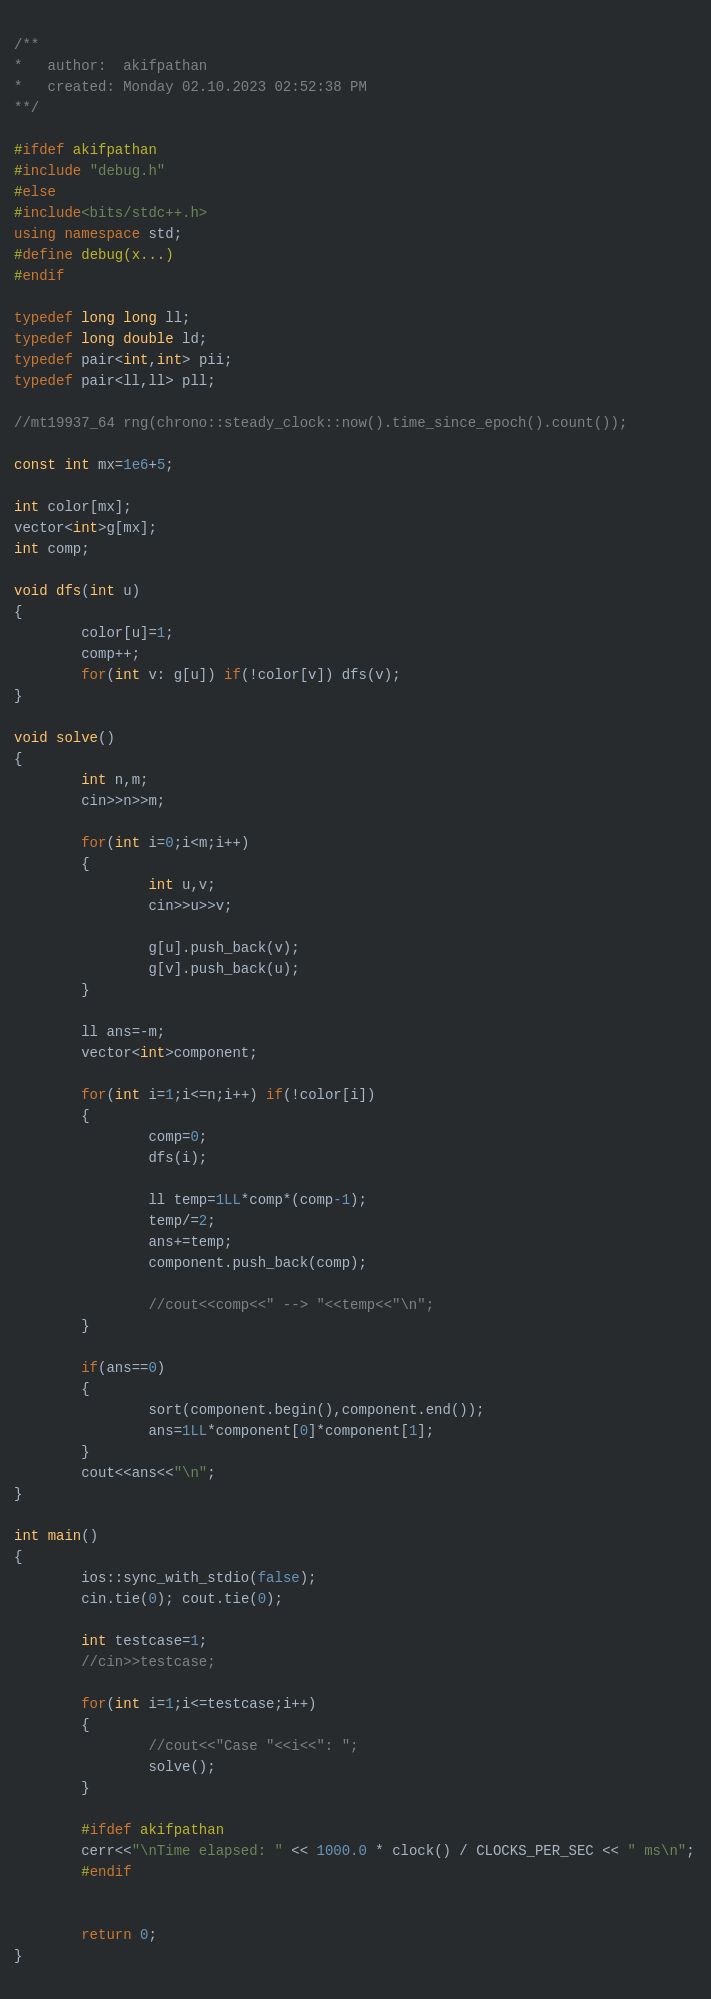 /**
*   author:  akifpathan
*   created: Monday 02.10.2023 02:52:38 PM
**/
#ifdef akifpathan
#include "debug.h"
#else
#include<bits/stdc++.h>
using namespace std;
#define debug(x...)
#endif
typedef long long ll;
typedef long double ld;
typedef pair<int,int> pii;
typedef pair<ll,ll> pll;
//mt19937_64 rng(chrono::steady_clock::now().time_since_epoch().count());
const int mx=1e6+5;
int color[mx];
vector<int>g[mx];
int comp;
void dfs(int u)
{
        color[u]=1;
        comp++;
        for(int v: g[u]) if(!color[v]) dfs(v);
}
void solve()
{
        int n,m;
        cin>>n>>m;
        for(int i=0;i<m;i++)
        {
                int u,v;
                cin>>u>>v;
                g[u].push_back(v);
                g[v].push_back(u);
        }
        ll ans=-m;
        vector<int>component;
        for(int i=1;i<=n;i++) if(!color[i])
        {
                comp=0;
                dfs(i);
                ll temp=1LL*comp*(comp-1);
                temp/=2;
                ans+=temp;
                component.push_back(comp);
                //cout<<comp<<" --> "<<temp<<"\n";
        }
        if(ans==0)
        {
                sort(component.begin(),component.end());
                ans=1LL*component[0]*component[1];
        }
        cout<<ans<<"\n";
}
int main()
{
        ios::sync_with_stdio(false);
        cin.tie(0); cout.tie(0);
        int testcase=1;
        //cin>>testcase;
        for(int i=1;i<=testcase;i++)
        {
                //cout<<"Case "<<i<<": ";
                solve();
        }
        #ifdef akifpathan
        cerr<<"\nTime elapsed: " << 1000.0 * clock() / CLOCKS_PER_SEC << " ms\n";
        #endif
        return 0;
}